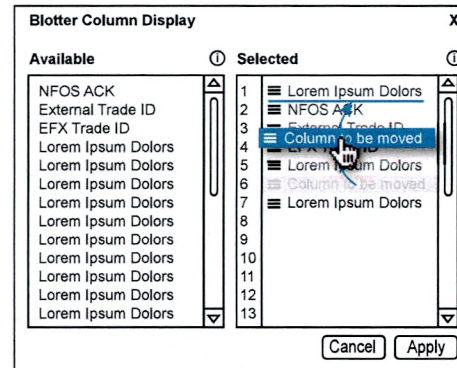 Blotter Column Display X
Available
NFOS ACK
External Trade ID
EFX Trade ID
Lorem Ipsum Dolors
Lorem Ipsum Dolors
Lorem Ipsum Dolors
Lorem Ipsum Dolors
Lorem Ipsum Dolors
Lorem Ipsum Dolors
Lorem Ipsum Dolors
Lorem Ipsum Dolors
Lorem Ipsum Dolors
Selected
1 Lorem Ipsum Dolors
2 NFOS ACK
3 External Trade ID
Column to be moved
4 EFX Trade ID
5 Lorem Ipsum Dolors
6 Column to be moved
7 Lorem Ipsum Dolors
8
9
10
11
12
13
Cancel Apply